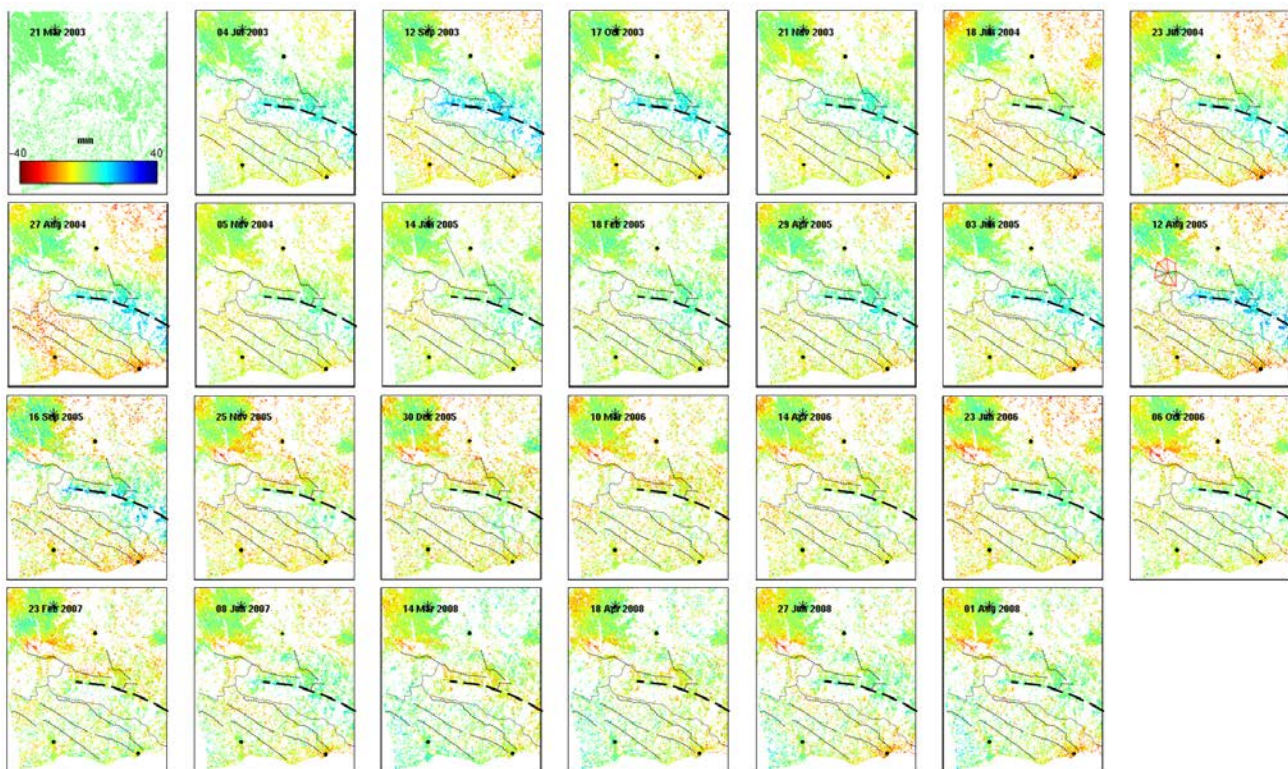 21 Mar 2003
04 Jul 2003
12 Sep 2003
17 Oct 2003
21 Nov 2003
18 Jun 2004
23 Jul 2004
mm
-40 40
27 Aug 2004
05 Nov 2004
14 Jan 2005
18 Feb 2005
29 Apr 2005
03 Jun 2005
12 Aug 2005
16 Sep 2005
25 Nov 2005
30 Dec 2005
10 Mar 2006
14 Apr 2006
23 Jun 2006
06 Oct 2006
23 Feb 2007
08 Jun 2007
14 Mar 2008
18 Apr 2008
27 Jun 2008
01 Aug 2008